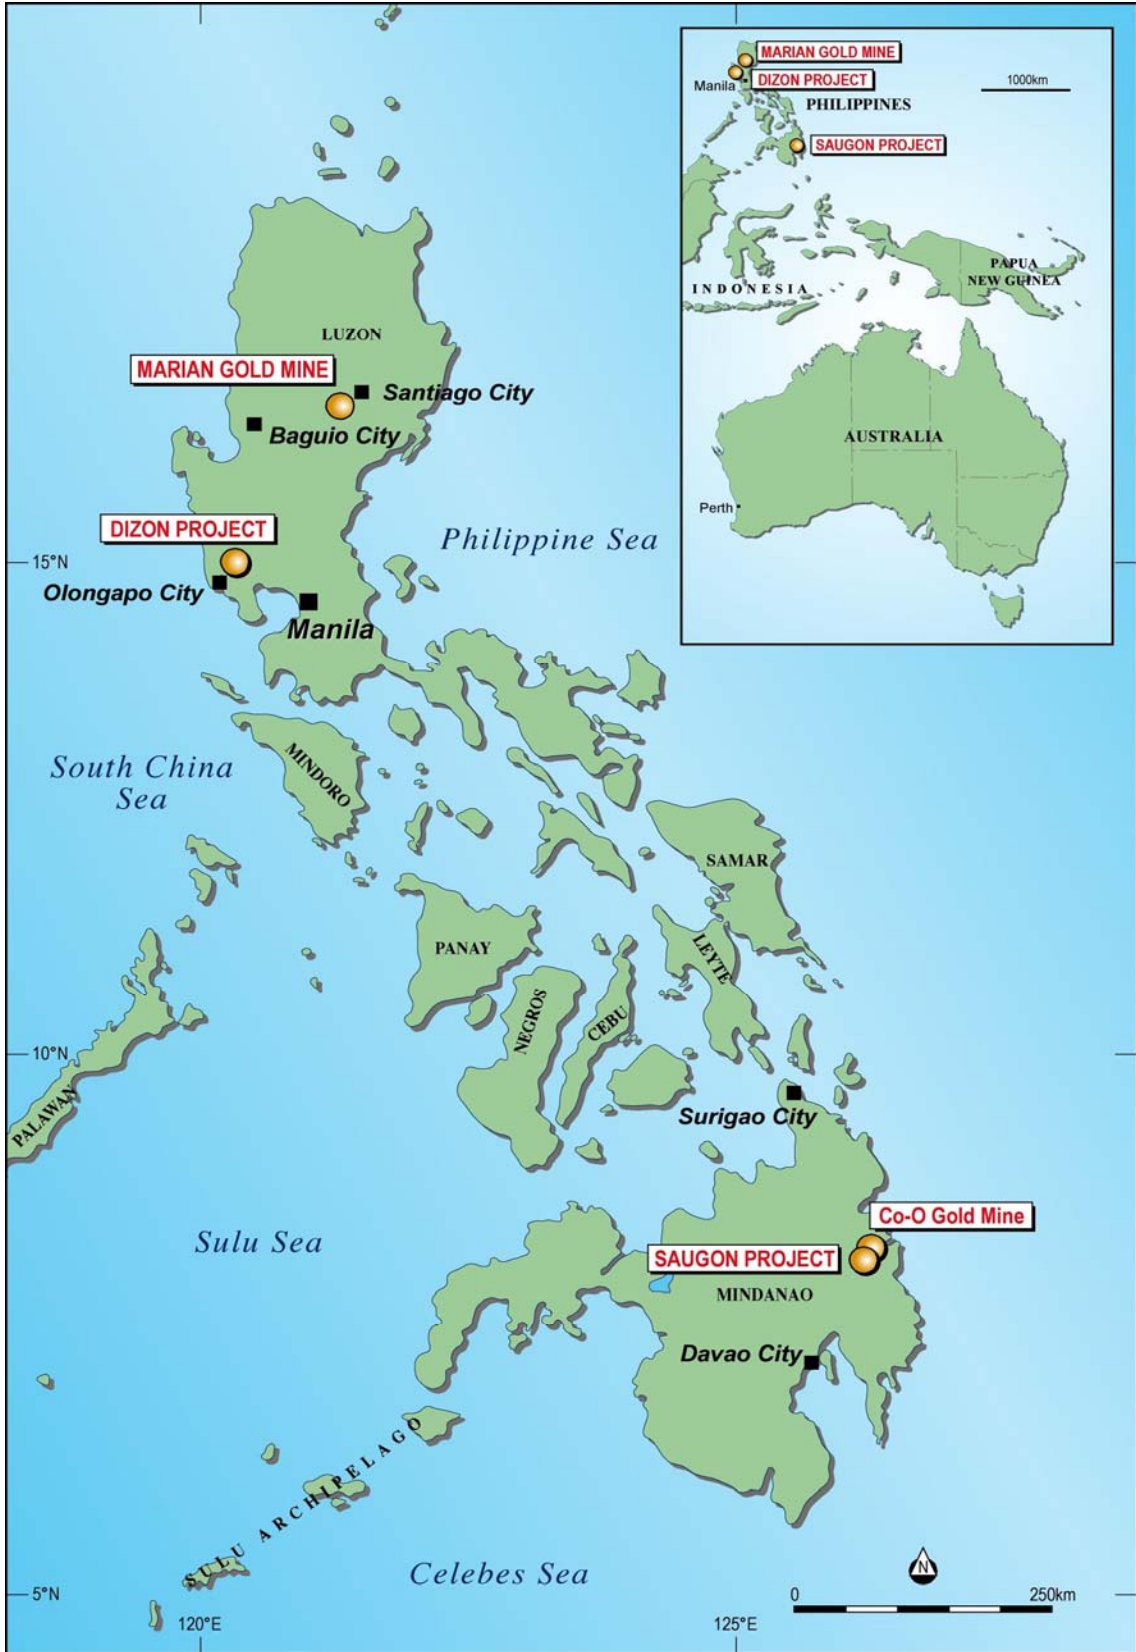 MARIAN GOLD MINE
DIZON PROJECT
Manila
PHILIPPINES
1000km
SAUGON PROJECT
INDONESIA
PAPUA
NEW GUINEA
AUSTRALIA
Perth
LUZON
MARIAN GOLD MINE
Santiago City
Baguio City
DIZON PROJECT
Philippine Sea
15°N
Olongapo City
Manila
South China
Sea
MINDORO
SAMAR
PANAY
LEYTE
NEGROS
CEBU
10°N
PALAWAN
Surigao City
Co-O Gold Mine
Sulu Sea
SAUGON PROJECT
MINDANAO
Davao City
SULU ARCHIPELAGO
Celebes Sea
N
0 250km
5°N
120°E
125°E